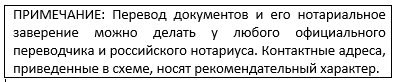 ПРИМЕЧАНИЕ: Перевод документов и его нотариальное
заверение можно делать у любого официального
переводчика и российского нотариуса. Контактные адреса,
приведенные в схеме, носят рекомендательный характер.